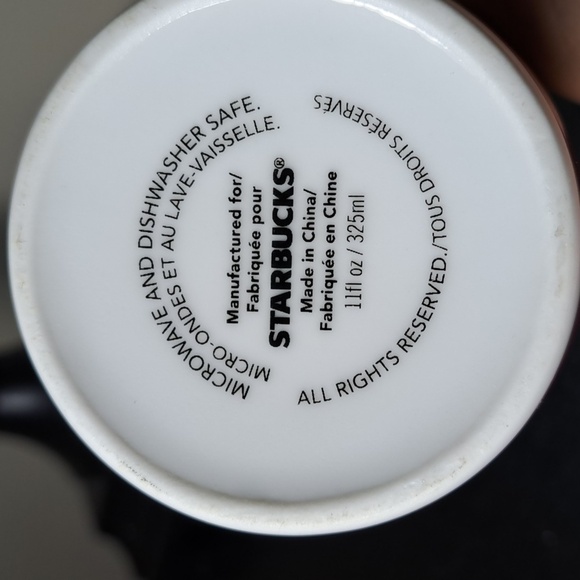 MICROWAVE AND DISHWASHER SAFE.
MICRO-ONDES ET AU LAVE-VAISSELLE.
Manufactured for/
Fabriquée pour
STARBUCKS®
Made in China/
Fabriquée en Chine
11fl oz / 325ml
ALL RIGHTS RESERVED./TOUS DROITS RÉSERVÉS